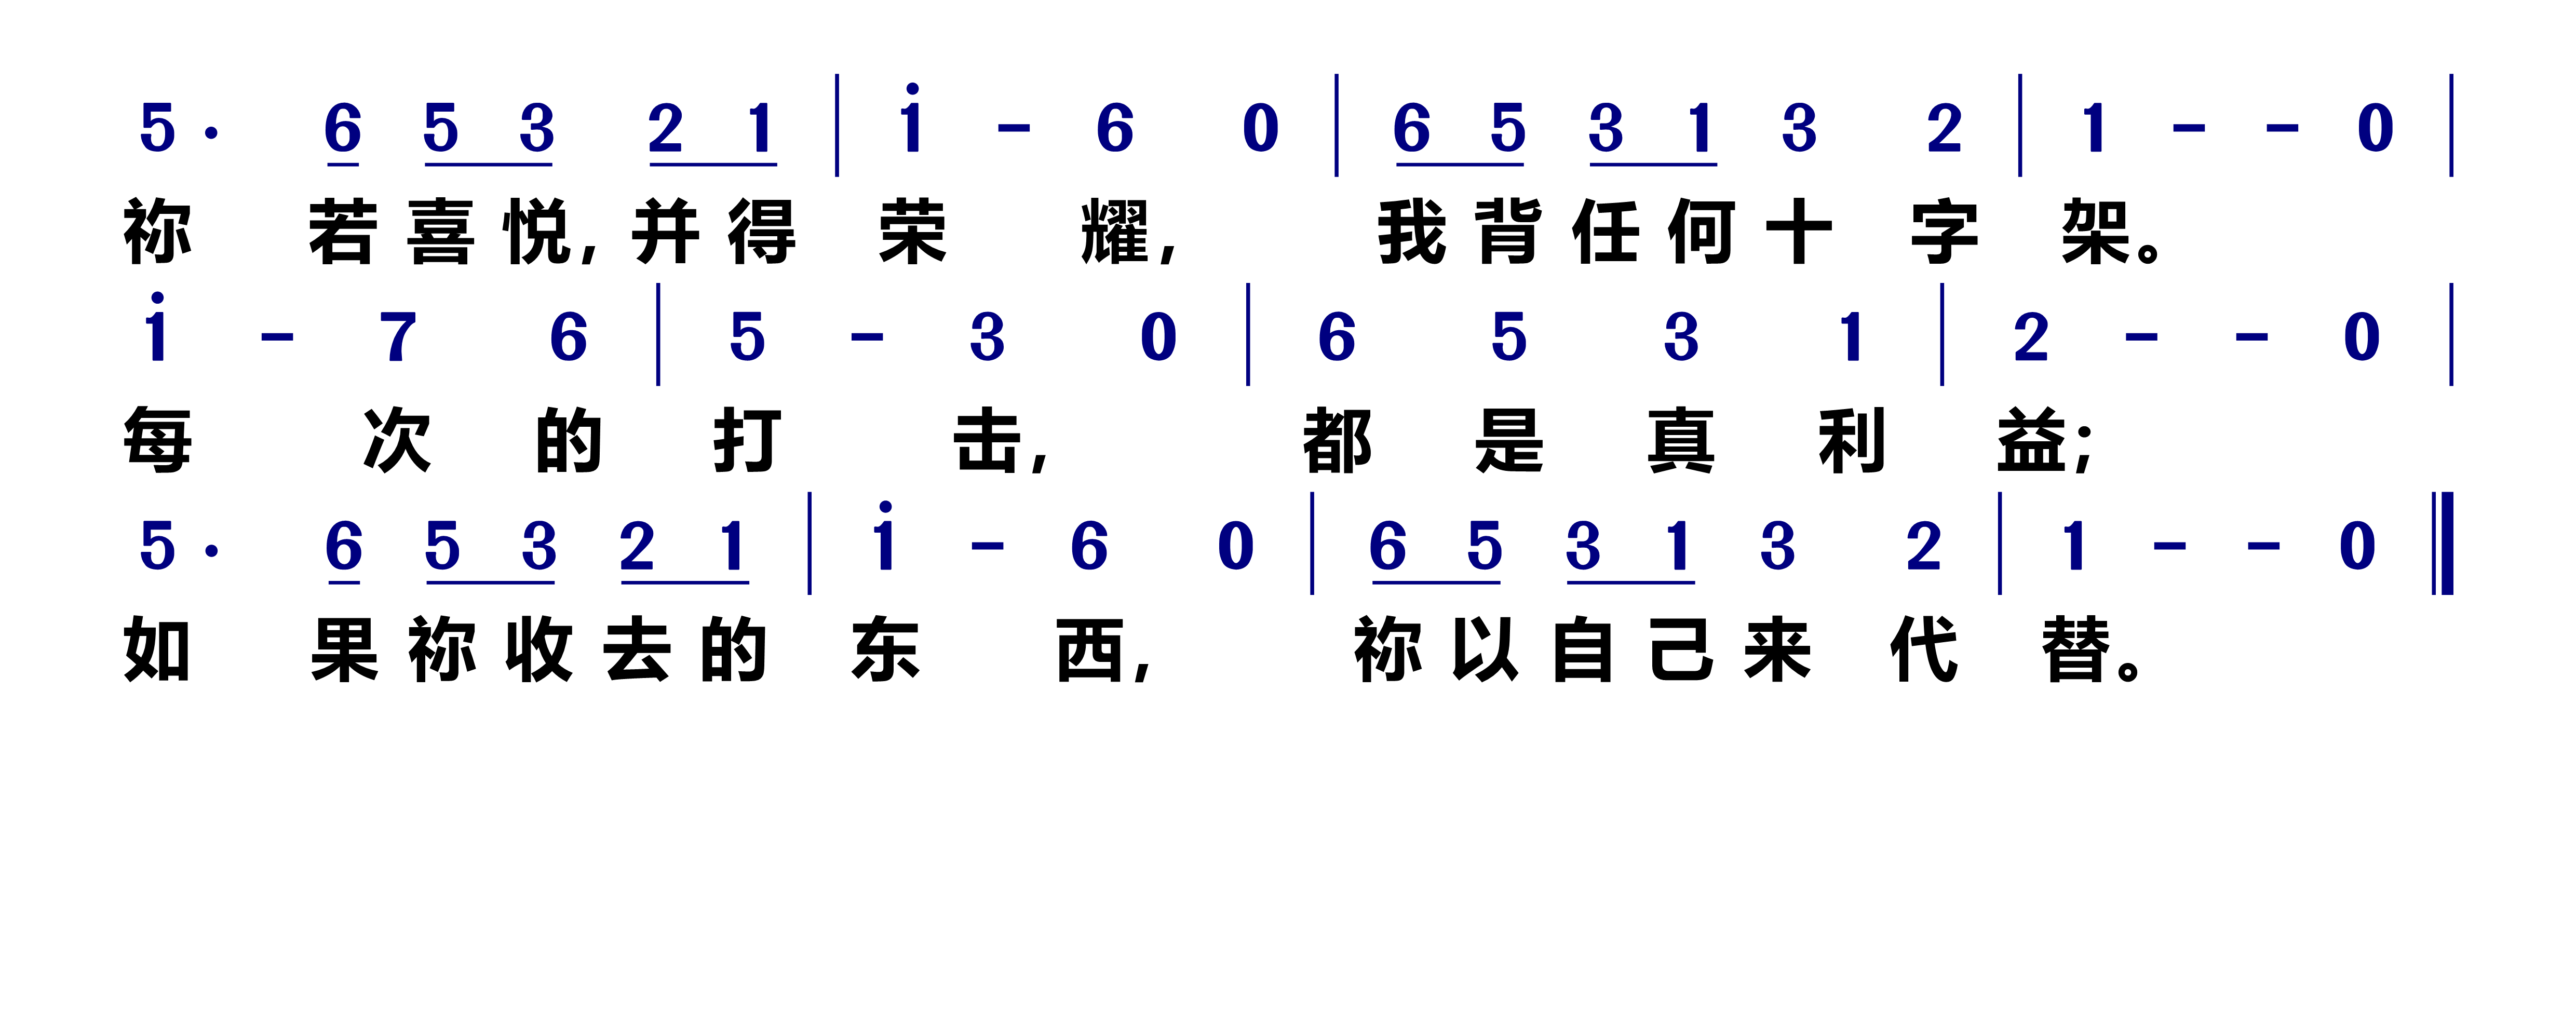 5· 6 5 3 2 1 | i - 6 0 | 6 5 3 1 3 2 | 1 - - 0 |
祢若喜悦,并得荣耀,我背任何十字架。
i - 7 6 | 5 - 3 0 | 6 5 3 1 | 2 - - 0 |
每次的打击,都是真利益;
5· 6 5 3 2 1 | i - 6 0 | 6 5 3 1 3 2 | 1 - - 0 ‖
如果祢收去的东西,祢以自己来代替。